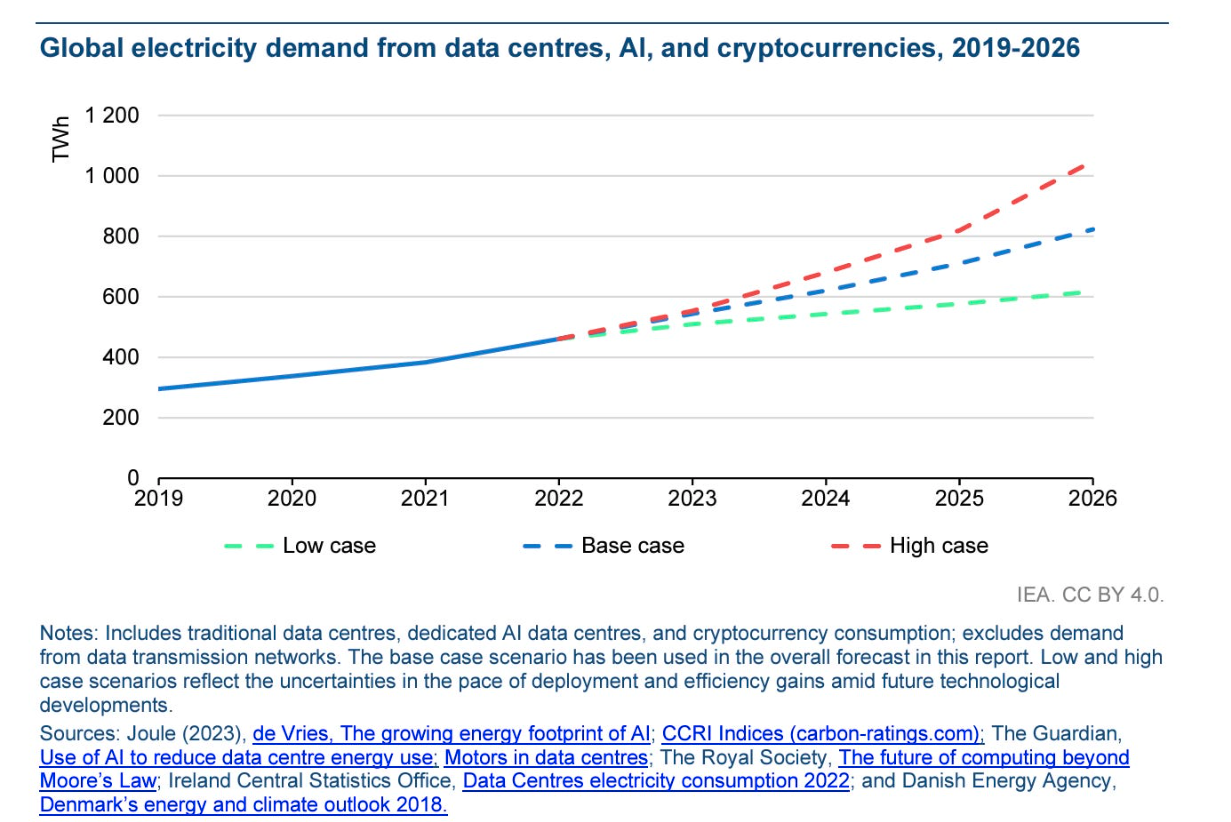 Global electricity demand from data centres, AI, and cryptocurrencies, 2019-2026
TWh
1 200
1 000
800
600
400
200
0
2019 2020 2021 2022 2023 2024 2025 2026
Low case Base case High case
IEA. CC BY 4.0.
Notes: Includes traditional data centres, dedicated AI data centres, and cryptocurrency consumption; excludes demand
from data transmission networks. The base case scenario has been used in the overall forecast in this report. Low and high
case scenarios reflect the uncertainties in the pace of deployment and efficiency gains amid future technological
developments.
Sources: Joule (2023), de Vries, The growing energy footprint of AI; CCRI Indices (carbon-ratings.com); The Guardian,
Use of AI to reduce data centre energy use; Motors in data centres; The Royal Society, The future of computing beyond
Moore's Law; Ireland Central Statistics Office, Data Centres electricity consumption 2022; and Danish Energy Agency,
Denmark's energy and climate outlook 2018.